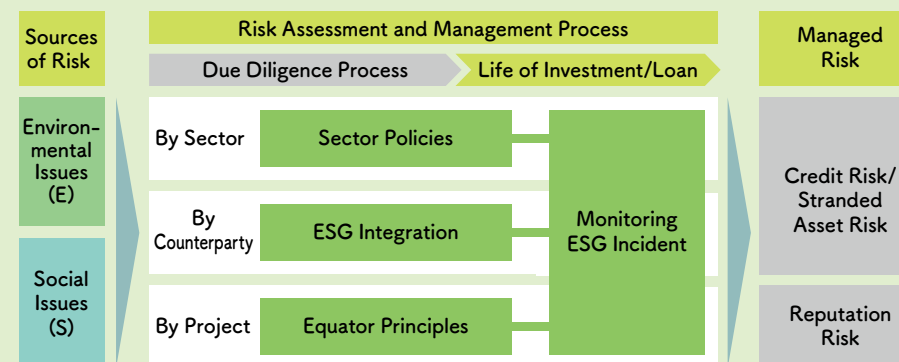 Sources
of Risk
Risk Assessment and Management Process
Due Diligence Process
Life of Investment/Loan
Managed
Risk
Environ-
mental
Issues
(E)
Social
Issues
(S)
By Sector
Sector Policies
By
Counterparty
ESG Integration
By Project
Equator Principles
Monitoring
ESG Incident
Credit Risk/
Stranded
Asset Risk
Reputation
Risk